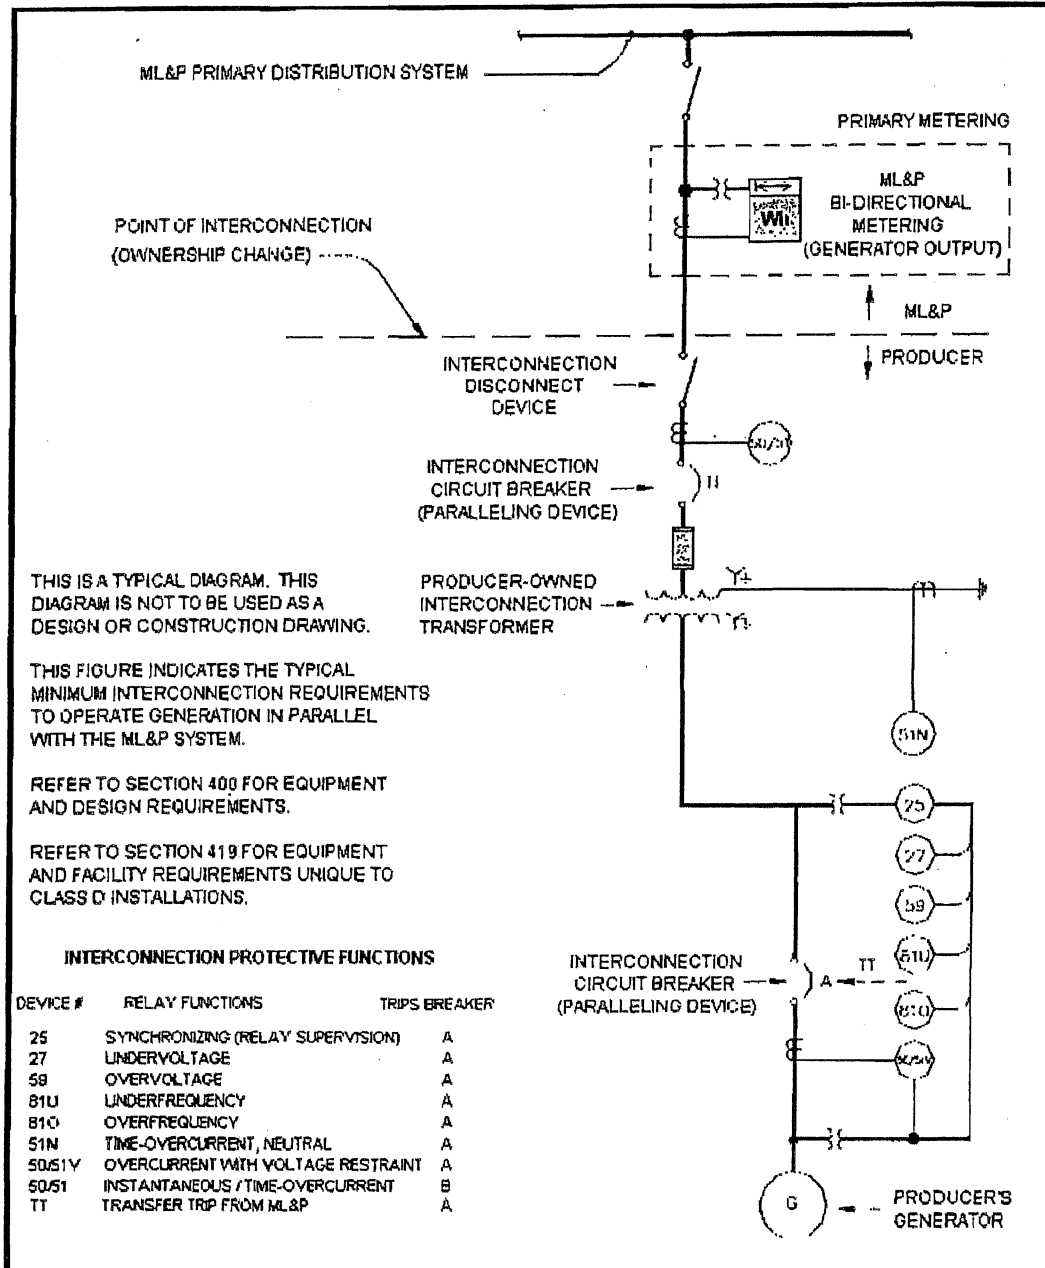 ML&P PRIMARY DISTRIBUTION SYSTEM
PRIMARY METERING
ML&P
BI-DIRECTIONAL
METERING
(GENERATOR OUTPUT)
Wh
POINT OF INTERCONNECTION
(OWNERSHIP CHANGE)
ML&P
PRODUCER
INTERCONNECTION
DISCONNECT
DEVICE
50/51
INTERCONNECTION
CIRCUIT BREAKER
(PARALLELING DEVICE)
PRODUCER-OWNED
INTERCONNECTION
TRANSFORMER
THIS IS A TYPICAL DIAGRAM. THIS
DIAGRAM IS NOT TO BE USED AS A
DESIGN OR CONSTRUCTION DRAWING.
THIS FIGURE INDICATES THE TYPICAL
MINIMUM INTERCONNECTION REQUIREMENTS
TO OPERATE GENERATION IN PARALLEL
WITH THE ML&P SYSTEM.
REFER TO SECTION 400 FOR EQUIPMENT
AND DESIGN REQUIREMENTS.
REFER TO SECTION 419 FOR EQUIPMENT
AND FACILITY REQUIREMENTS UNIQUE TO
CLASS D INSTALLATIONS.
51N
25
27
59
81U
81O
50/51V
INTERCONNECTION
CIRCUIT BREAKER
(PARALLELING DEVICE)
A
TT
G
PRODUCER'S
GENERATOR
INTERCONNECTION PROTECTIVE FUNCTIONS
DEVICE # RELAY FUNCTIONS TRIPS BREAKER
25 SYNCHRONIZING (RELAY SUPERVISION) A
27 UNDERVOLTAGE A
59 OVERVOLTAGE A
81U UNDERFREQUENCY A
81O OVERFREQUENCY A
51N TIME-OVERCURRENT, NEUTRAL A
50/51V OVERCURRENT WITH VOLTAGE RESTRAINT A
50/51 INSTANTANEOUS / TIME-OVERCURRENT B
TT TRANSFER TRIP FROM ML&P A